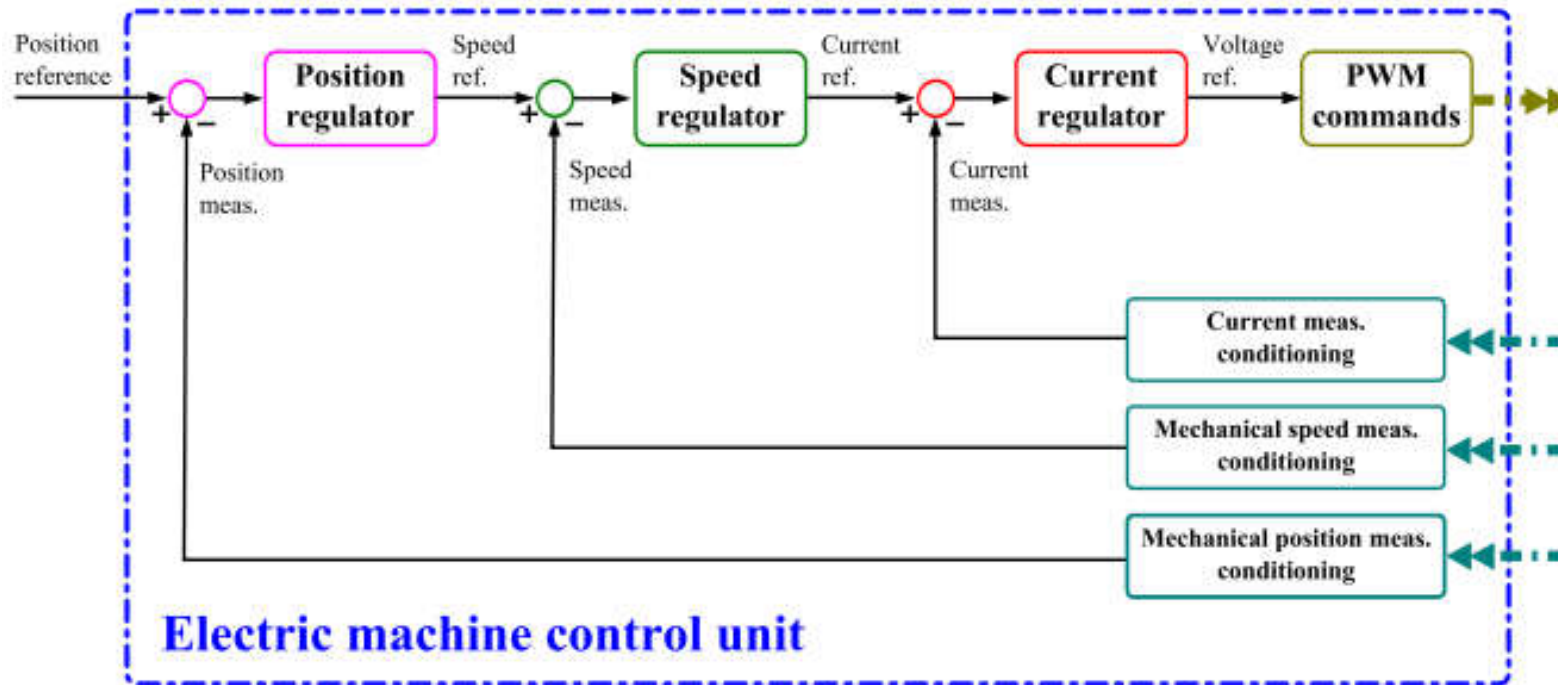 Position
reference
Position
regulator
Speed
ref.
Speed
regulator
Current
ref.
Current
regulator
Voltage
ref.
PWM
commands
+
−
+
−
+
−
Position
meas.
Speed
meas.
Current
meas.
Current meas.
conditioning
Mechanical speed meas.
conditioning
Mechanical position meas.
conditioning
Electric machine control unit